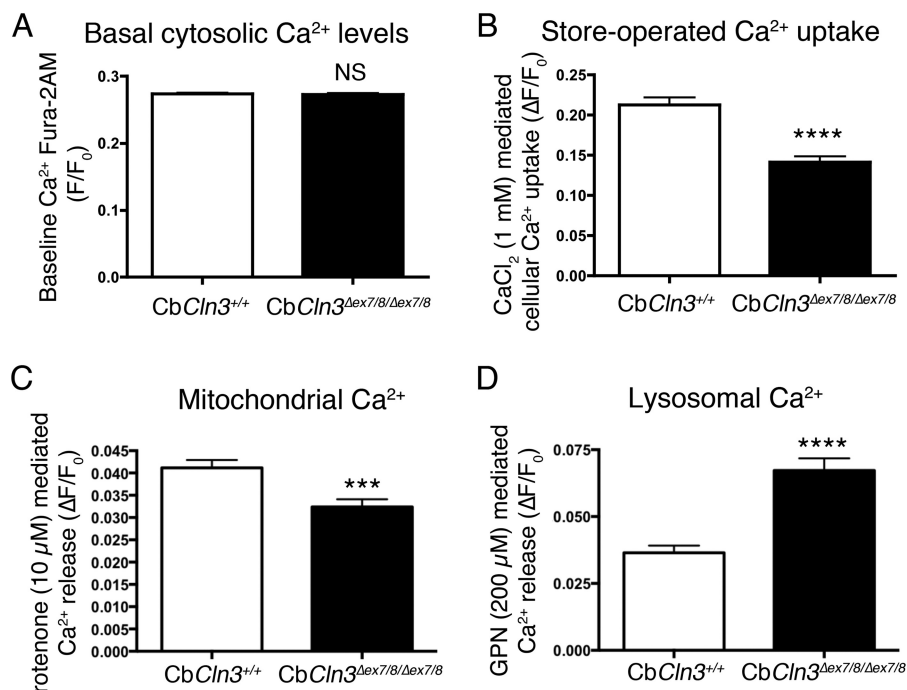 A
Basal cytosolic Ca²⁺ levels
Baseline Ca²⁺ Fura-2AM
(F/F₀)
0.3
0.2
0.1
0.0
NS
CbCln3⁺/⁺
CbCln3Δex7/8/Δex7/8
B
Store-operated Ca²⁺ uptake
CaCl₂ (1 mM) mediated
cellular Ca²⁺ uptake (ΔF/F₀)
0.25
0.20
0.15
0.10
0.05
0.00
****
CbCln3⁺/⁺
CbCln3Δex7/8/Δex7/8
C
Mitochondrial Ca²⁺
rotenone (10 µM) mediated
Ca²⁺ release (ΔF/F₀)
0.045
0.040
0.035
0.030
0.025
0.020
0.015
0.010
0.005
0.000
***
CbCln3⁺/⁺
CbCln3Δex7/8/Δex7/8
D
Lysosomal Ca²⁺
GPN (200 µM) mediated
Ca²⁺ release (ΔF/F₀)
0.075
0.050
0.025
0.000
****
CbCln3⁺/⁺
CbCln3Δex7/8/Δex7/8